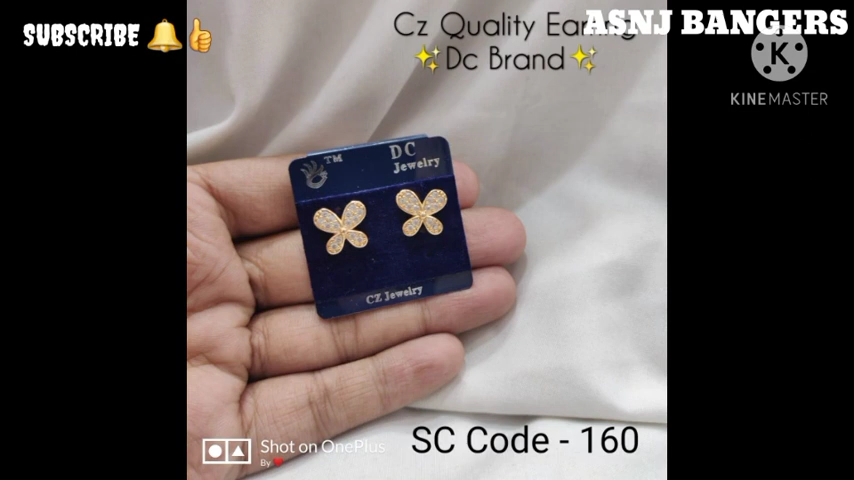 SUBSCRIBE 🔔👍
Cz Quality
ASNJ BANGERS
✨Dc Brand✨
K
KINEMASTER
TM
DC
Jewelry
CZ Jewelry
Shot on OnePlus
By ❤
SC Code - 160